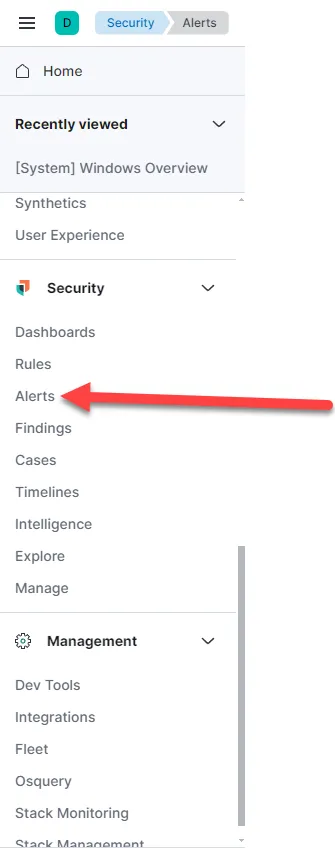 D Security Alerts
Home
Recently viewed
[System] Windows Overview
Synthetics
User Experience
Security
Dashboards
Rules
Alerts
Findings
Cases
Timelines
Intelligence
Explore
Manage
Management
Dev Tools
Integrations
Fleet
Osquery
Stack Monitoring
Stack Management